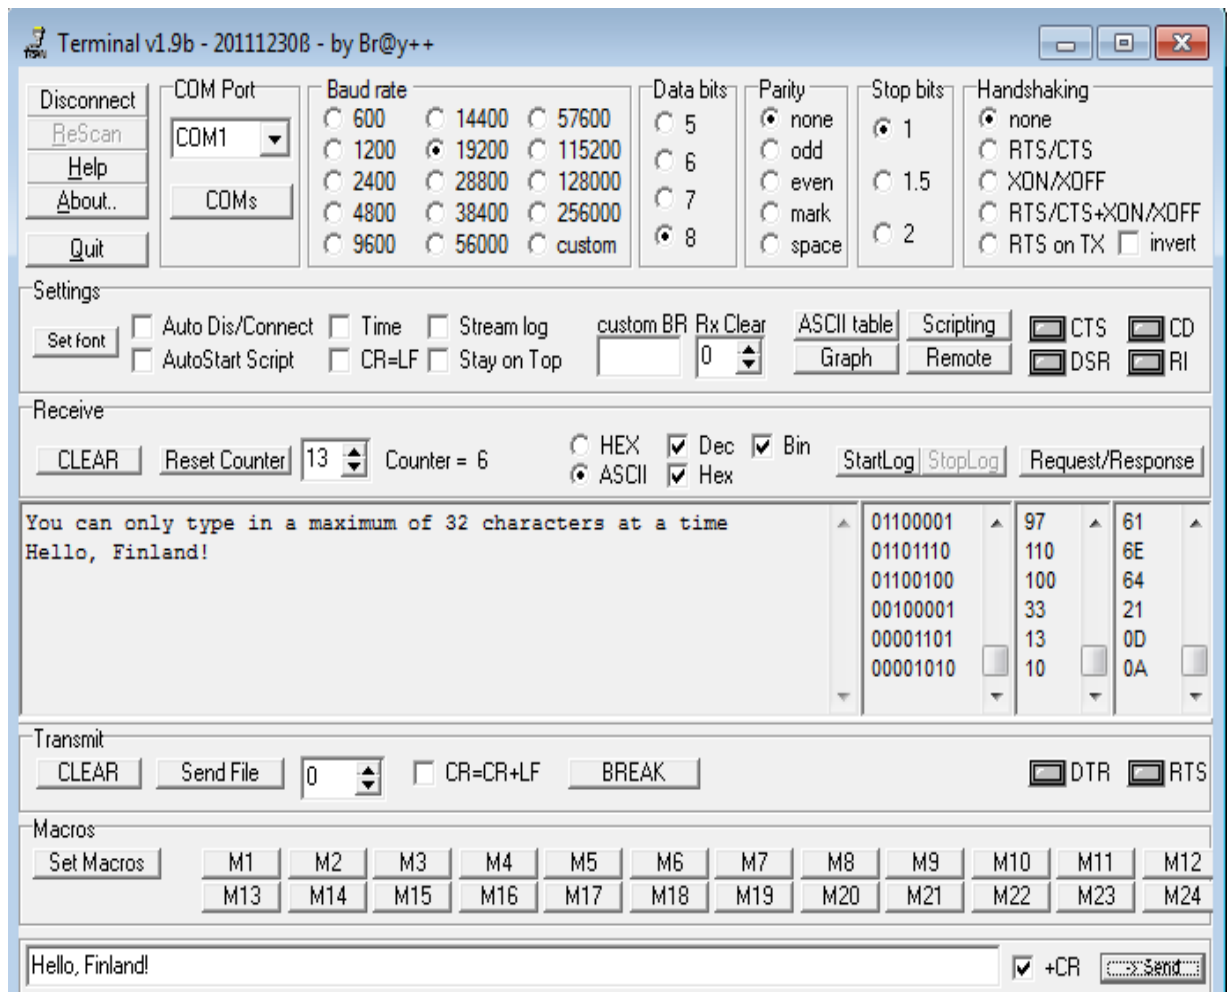 Terminal v1.9b - 20111230ß - by Br@y++
Disconnect
ReScan
Help
About..
Quit
COM Port
COM1
COMs
Baud rate
600 14400 57600
1200 19200 115200
2400 28800 128000
4800 38400 256000
9600 56000 custom
Data bits
5
6
7
8
Parity
none
odd
even
mark
space
Stop bits
1
1.5
2
Handshaking
none
RTS/CTS
XON/XOFF
RTS/CTS+XON/XOFF
RTS on TX invert
Settings
Set font
Auto Dis/Connect Time Stream log
AutoStart Script CR=LF Stay on Top
custom BR Rx Clear
0
ASCII table Scripting
Graph Remote
CTS CD
DSR RI
Receive
CLEAR Reset Counter 13 Counter = 6
HEX Dec Bin
ASCII Hex
StartLog StopLog Request/Response
You can only type in a maximum of 32 characters at a time
Hello, Finland!
01100001 97 61
01101110 110 6E
01100100 100 64
00100001 33 21
00001101 13 0D
00001010 10 0A
Transmit
CLEAR Send File 0 CR=CR+LF BREAK DTR RTS
Macros
Set Macros M1 M2 M3 M4 M5 M6 M7 M8 M9 M10 M11 M12
M13 M14 M15 M16 M17 M18 M19 M20 M21 M22 M23 M24
Hello, Finland! +CR -> Send